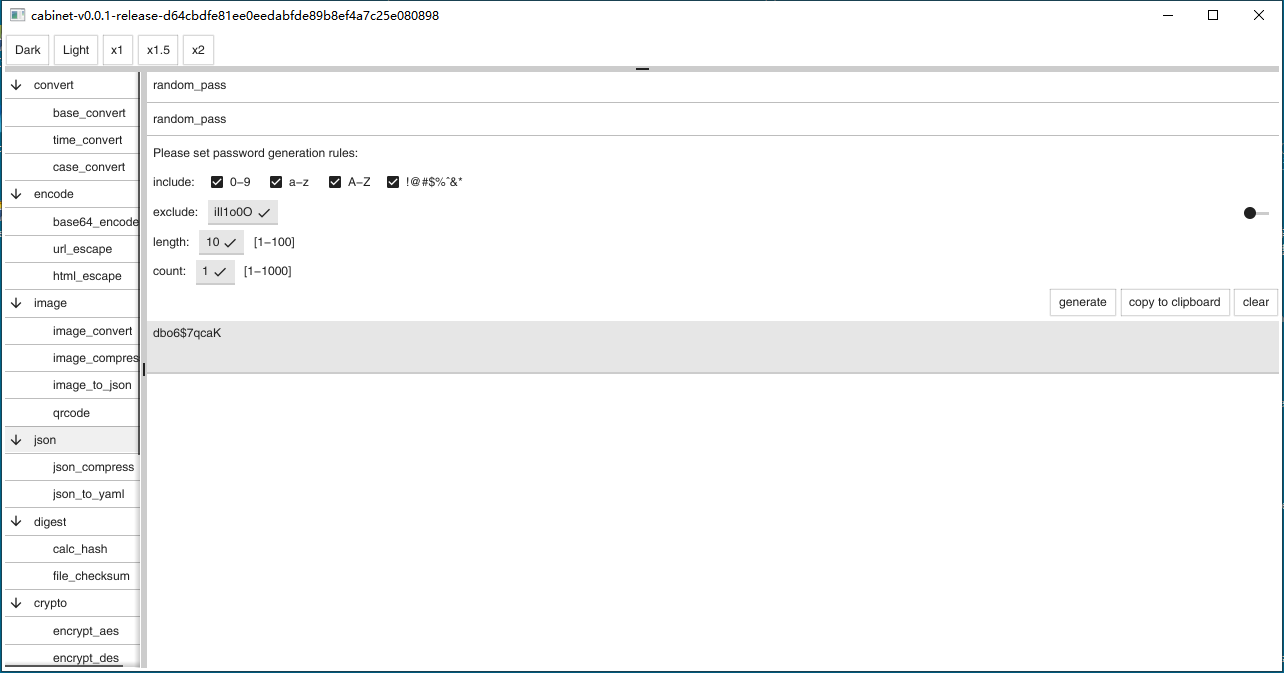 cabinet-v0.0.1-release-d64cbdfe81ee0eedabfde89b8ef4a7c25e080898
Dark Light x1 x1.5 x2
convert
base_convert
time_convert
case_convert
encode
base64_encode
url_escape
html_escape
image
image_convert
image_compres
image_to_json
qrcode
json
json_compress
json_to_yaml
digest
calc_hash
file_checksum
crypto
encrypt_aes
encrypt_des
random_pass
random_pass
Please set password generation rules:
include: 0-9 a-z A-Z !@#$%^&*
exclude: iIl1o0O
length: 10 [1-100]
count: 1 [1-1000]
generate copy to clipboard clear
dbo6$7qcaK